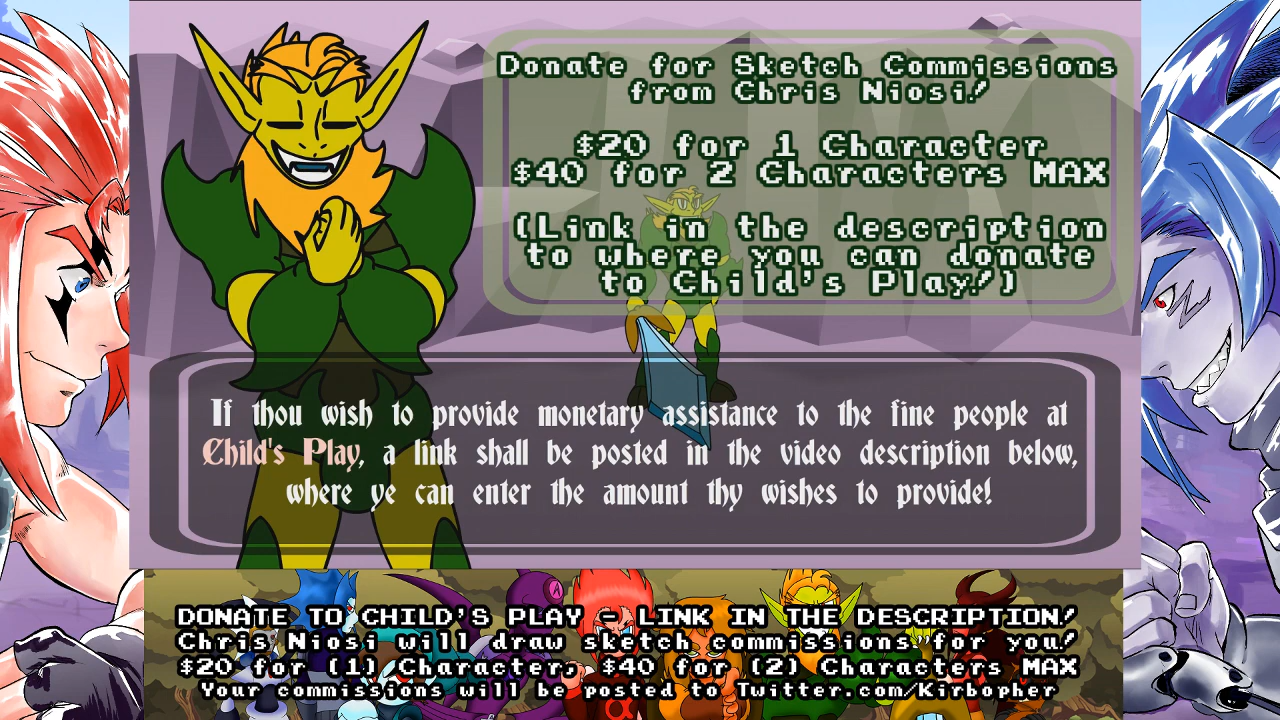 Donate for Sketch Commissions
from Chris Niosi!
$20 for 1 Character
$40 for 2 Characters MAX
(Link in the description
to where you can donate
to Child's Play!)
If thou wish to provide monetary assistance to the fine people at
Child's Play, a link shall be posted in the video description below,
where ye can enter the amount thy wishes to provide!
DONATE TO CHILD'S PLAY - LINK IN THE DESCRIPTION!
Chris Niosi will draw sketch commissions for you!
$20 for (1) Character, $40 for (2) Characters MAX
Your commissions will be posted to Twitter.com/Kirbopher